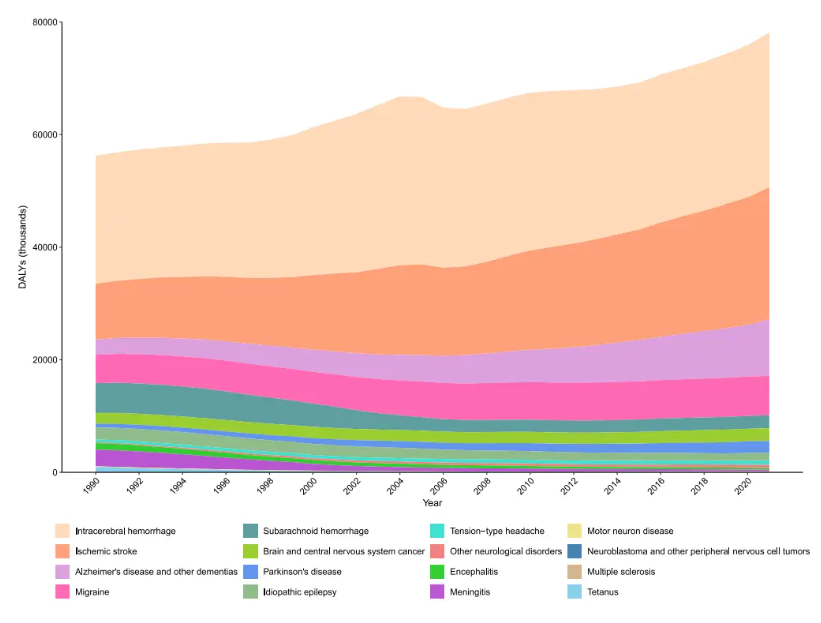 80000
60000
40000
20000
0
DALYs (thousands)
1990 1992 1994 1996 1998 2000 2002 2004 2006 2008 2010 2012 2014 2016 2018 2020
Year
Intracerebral hemorrhage Subarachnoid hemorrhage Tension−type headache Motor neuron disease
Ischemic stroke Brain and central nervous system cancer Other neurological disorders Neuroblastoma and other peripheral nervous cell tumors
Alzheimer's disease and other dementias Parkinson's disease Encephalitis Multiple sclerosis
Migraine Idiopathic epilepsy Meningitis Tetanus